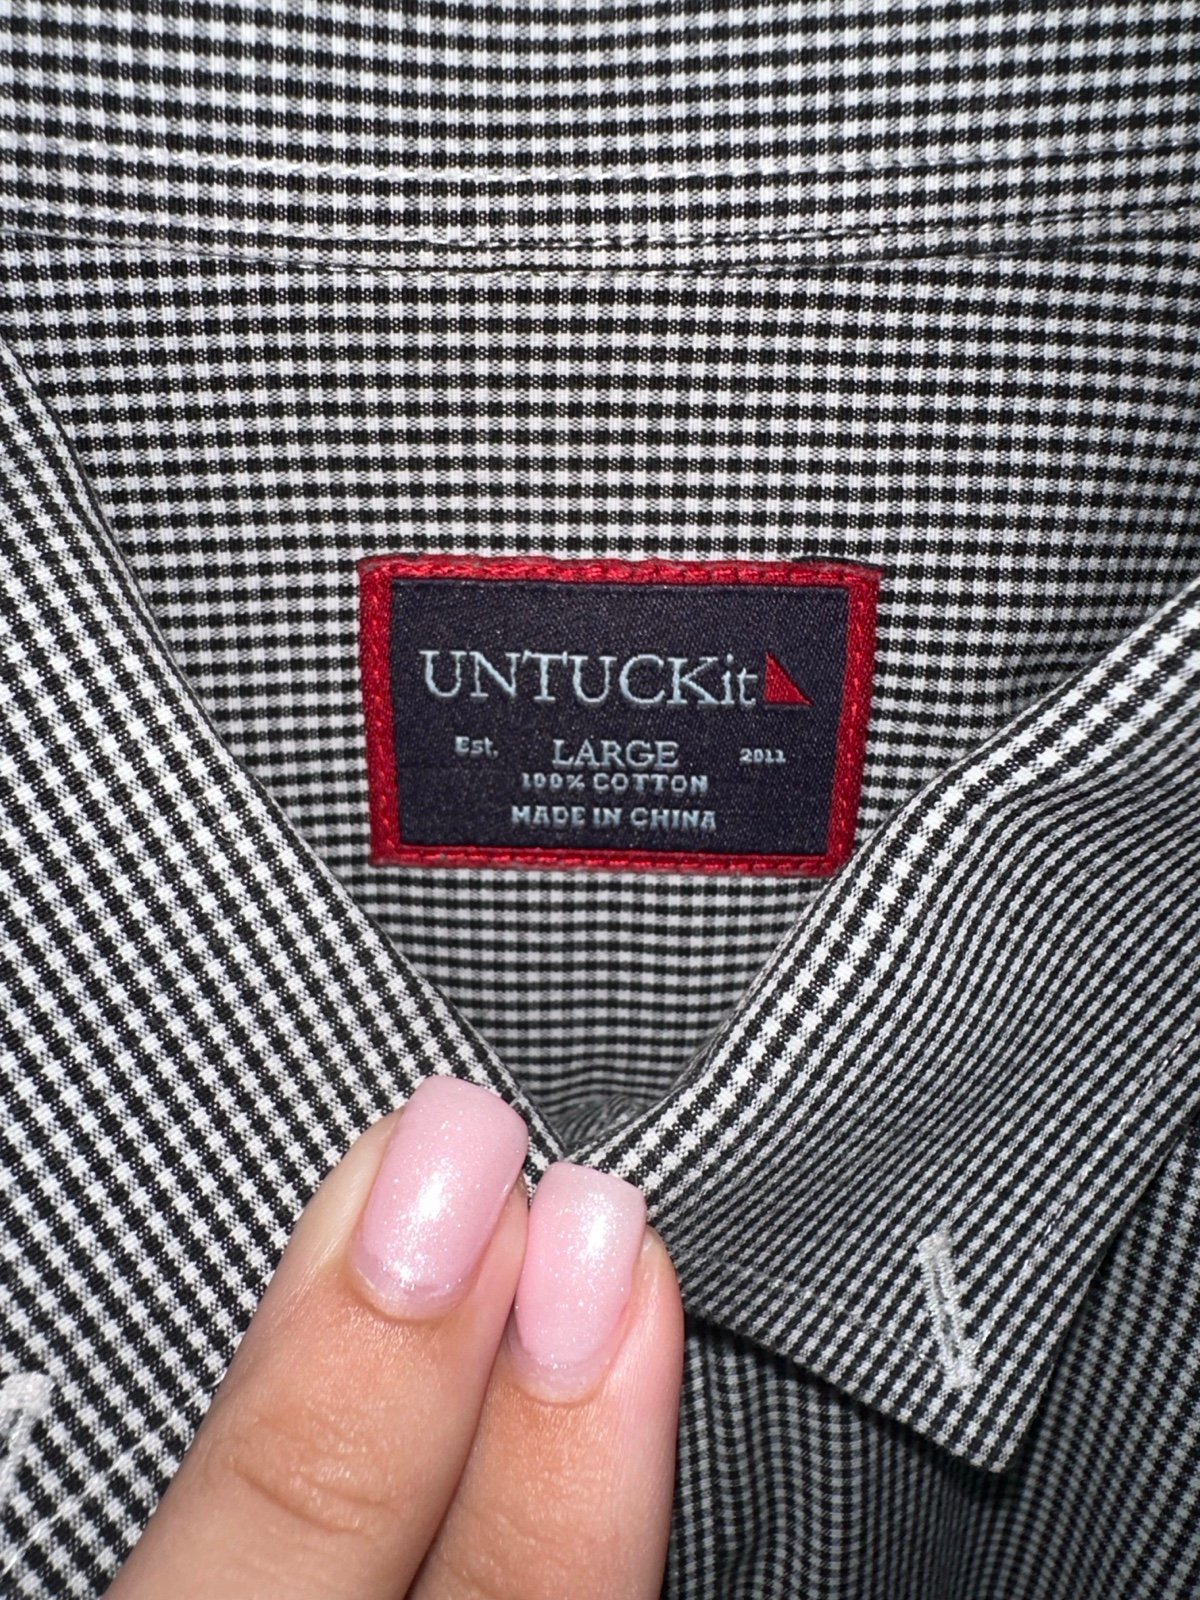 UNTUCKit
Est. LARGE 2011
100% COTTON
MADE IN CHINA